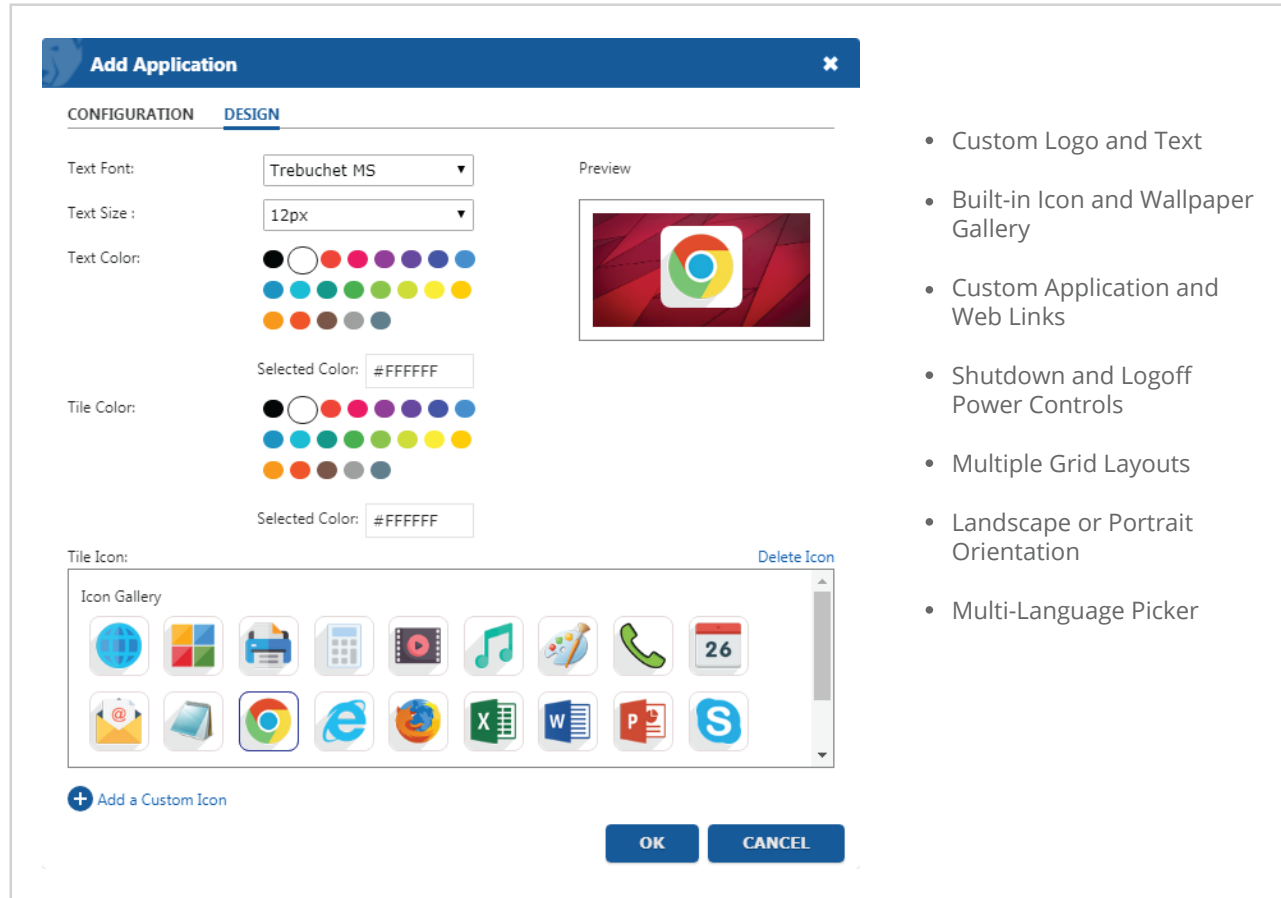 Add Application
CONFIGURATION DESIGN
Text Font: Trebuchet MS Preview
Text Size : 12px
Text Color:
Selected Color: #FFFFFF
Tile Color:
Selected Color: #FFFFFF
Tile Icon: Delete Icon
Icon Gallery
26
@
X W P S
Add a Custom Icon
OK CANCEL
Custom Logo and Text
Built-in Icon and Wallpaper
Gallery
Custom Application and
Web Links
Shutdown and Logoff
Power Controls
Multiple Grid Layouts
Landscape or Portrait
Orientation
Multi-Language Picker